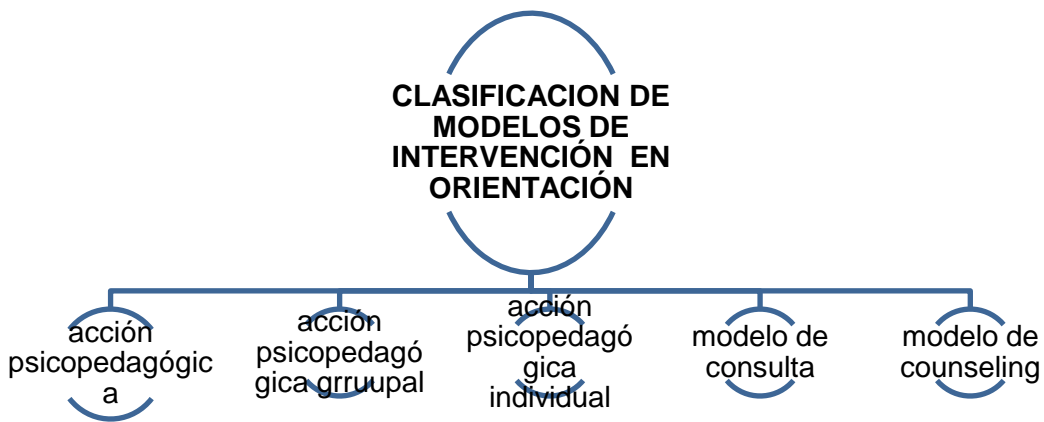 CLASIFICACION DE
MODELOS DE
INTERVENCIÓN EN
ORIENTACIÓN
acción
psicopedagógic
a
acción
psicopedagó
gica grruupal
acción
psicopedagó
gica
individual
modelo de
consulta
modelo de
counseling